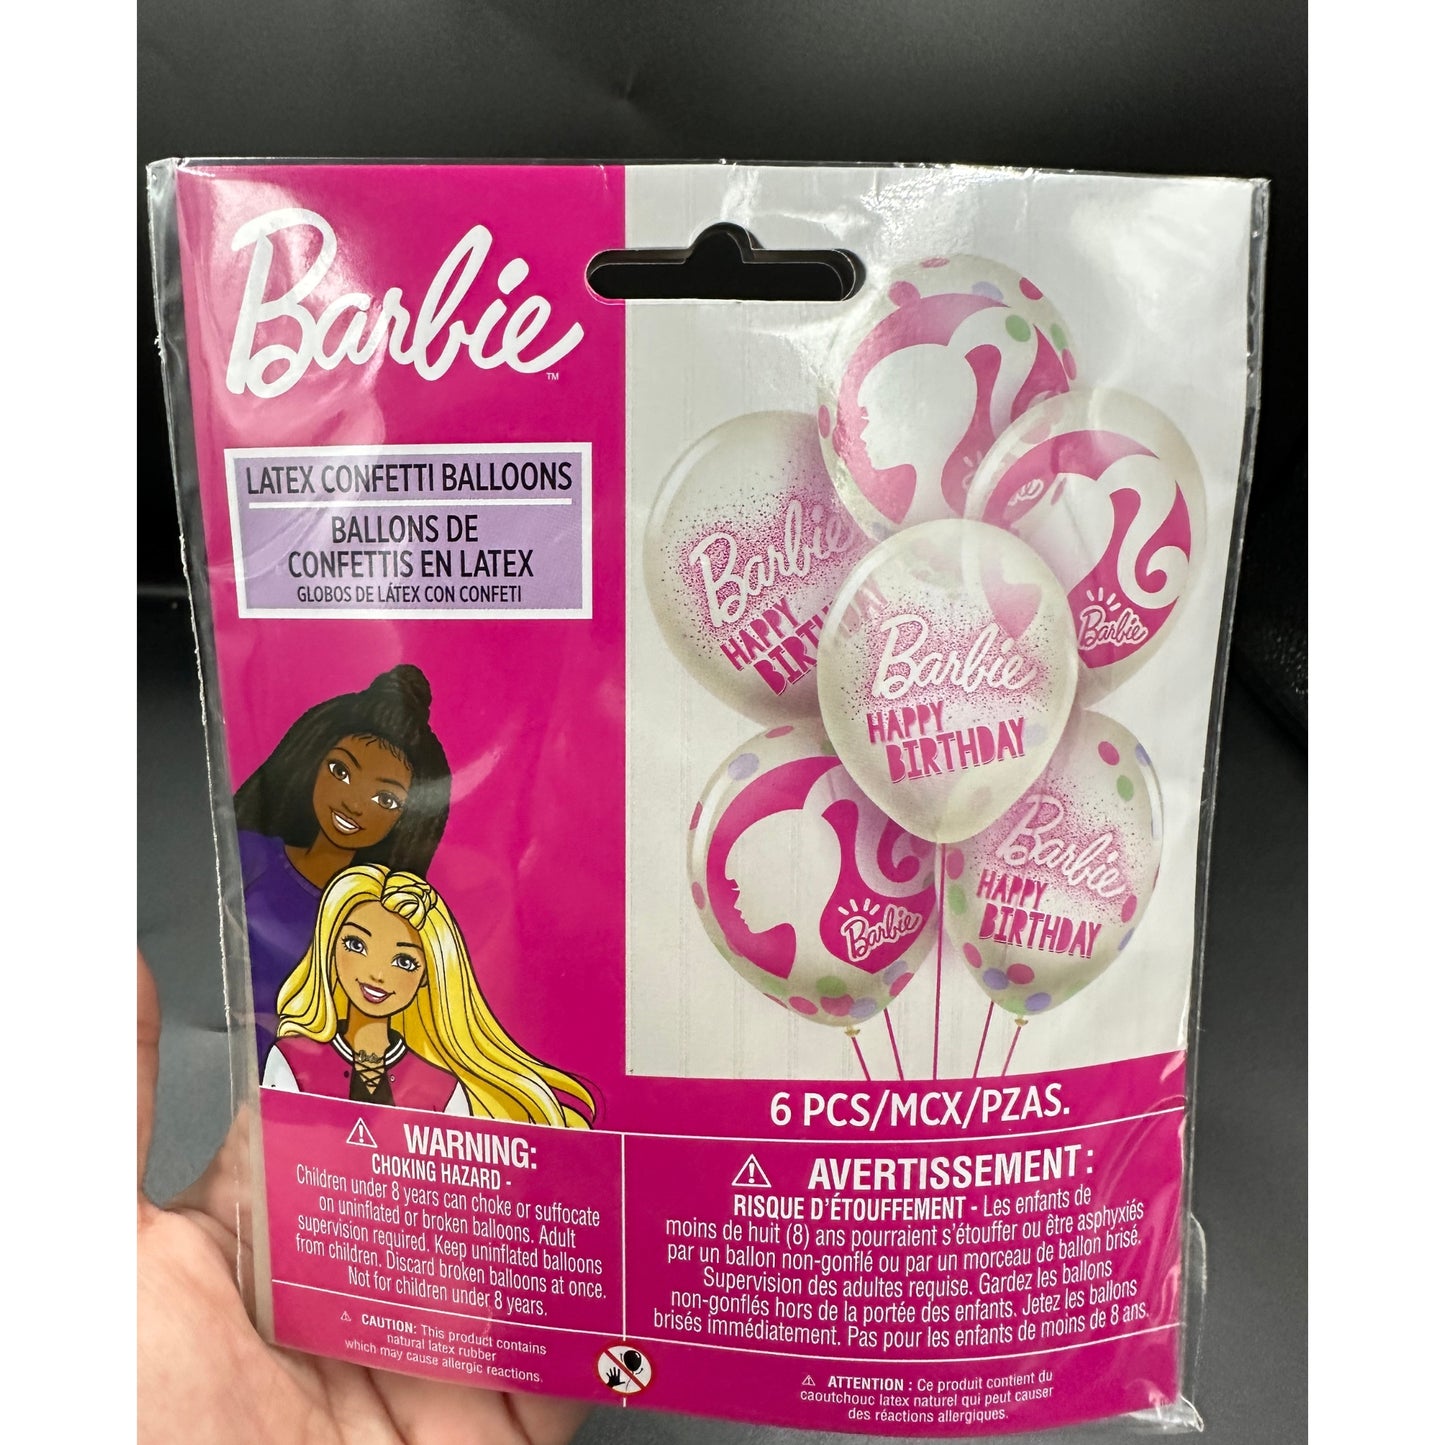 Barbie™
LATEX CONFETTI BALLOONS
BALLONS DE
CONFETTIS EN LATEX
GLOBOS DE LÁTEX CON CONFETI
Barbie
HAPPY
Barbie
Barbie
HAPPY
BIRTHDAY
Barbie
Barbie
HAPPY
BIRTHDAY
6 PCS/MCX/PZAS.
⚠ WARNING:
CHOKING HAZARD -
Children under 8 years can choke or suffocate
on uninflated or broken balloons. Adult
supervision required. Keep uninflated balloons
from children. Discard broken balloons at once.
Not for children under 8 years.
⚠ CAUTION: This product contains
natural latex rubber
which may cause allergic reactions.
⚠ AVERTISSEMENT :
RISQUE D'ÉTOUFFEMENT - Les enfants de
moins de huit (8) ans pourraient s'étouffer ou être asphyxiés
par un ballon non-gonflé ou par un morceau de ballon brisé.
Supervision des adultes requise. Gardez les ballons
non-gonflés hors de la portée des enfants. Jetez les ballons
brisés immédiatement. Pas pour les enfants de moins de 8 ans.
⚠ ATTENTION : Ce produit contient du
caoutchouc latex naturel qui peut causer
des réactions allergiques.